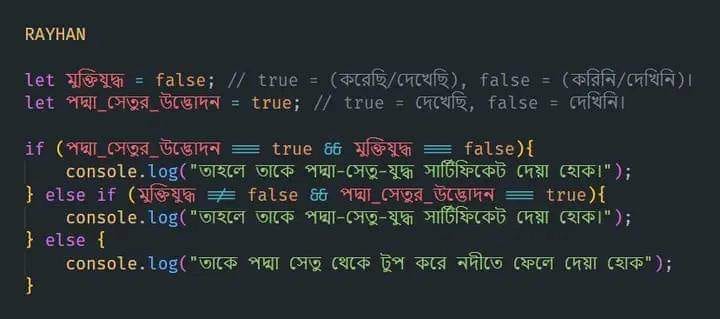 RAYHAN
let মুক্তিযুদ্ধ = false; // true = (করেছি/দেখেছি), false = (করিনি/দেখিনি)।
let পদ্মা_সেতুর_উদ্ভোদন = true; // true = দেখেছি, false = দেখিনি।
if (পদ্মা_সেতুর_উদ্ভোদন === true && মুক্তিযুদ্ধ === false){
console.log("তাহলে তাকে পদ্মা-সেতু-যুদ্ধ সার্টিফিকেট দেয়া হোক।");
} else if (মুক্তিযুদ্ধ !== false && পদ্মা_সেতুর_উদ্ভোদন === true){
console.log("তাহলে তাকে পদ্মা-সেতু-যুদ্ধ সার্টিফিকেট দেয়া হোক।");
} else {
console.log("তাকে পদ্মা সেতু থেকে টুপ করে নদীতে ফেলে দেয়া হোক");
}